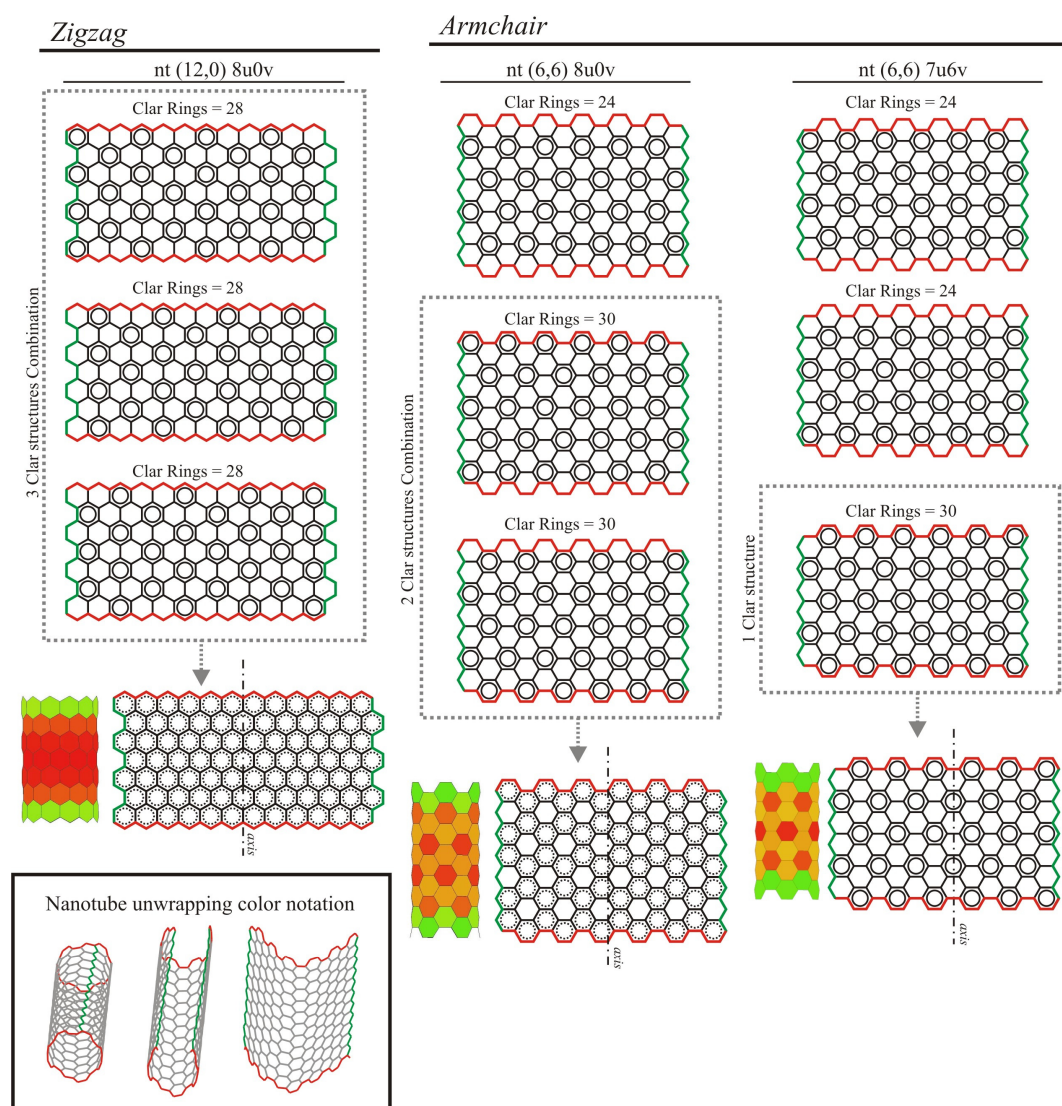 Zigzag
nt (12,0) 8u0v
Clar Rings = 28
Clar Rings = 28
Clar Rings = 28
3 Clar structures Combination
axis
Armchair
nt (6,6) 8u0v
Clar Rings = 24
Clar Rings = 30
Clar Rings = 30
2 Clar structures Combination
axis
nt (6,6) 7u6v
Clar Rings = 24
Clar Rings = 24
Clar Rings = 30
1 Clar structure
axis
Nanotube unwrapping color notation